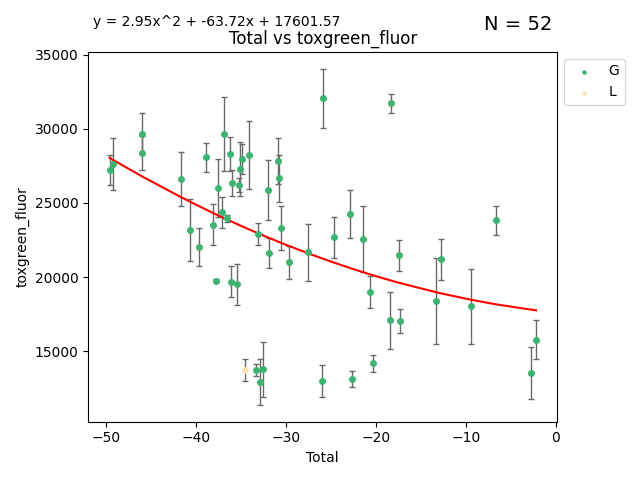 y = 2.95x^2 + -63.72x + 17601.57
N = 52
Total vs toxgreen_fluor
35000
30000
25000
20000
15000
toxgreen_fluor
−50
−40
−30
−20
−10
0
Total
G
L